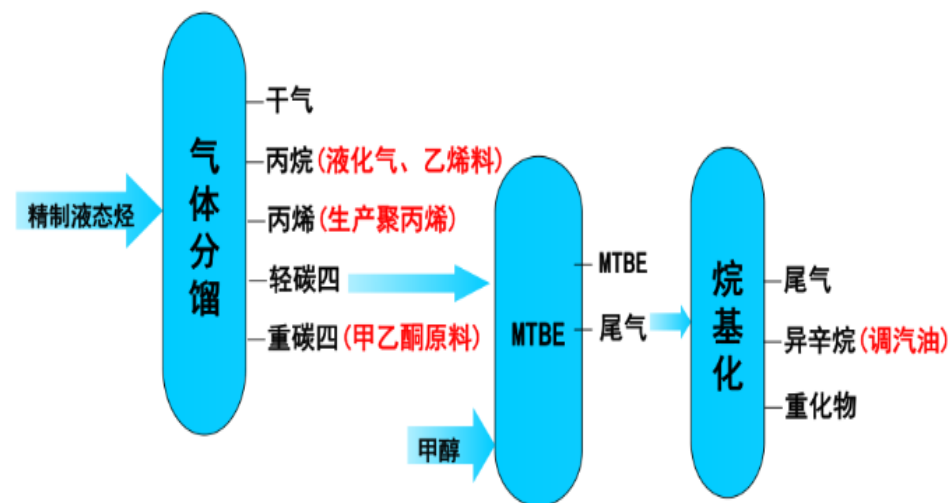 精制液态烃
气体分馏
干气
丙烷(液化气、乙烯料)
丙烯(生产聚丙烯)
轻碳四
重碳四(甲乙酮原料)
甲醇
MTBE
MTBE
尾气
烷基化
尾气
异辛烷(调汽油)
重化物